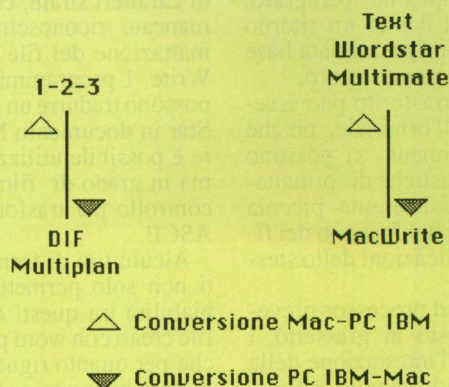 1-2-3
DIF
Multiplan
Text
Wordstar
Multimate
MacWrite
Conversione Mac-PC IBM
Conversione PC IBM-Mac